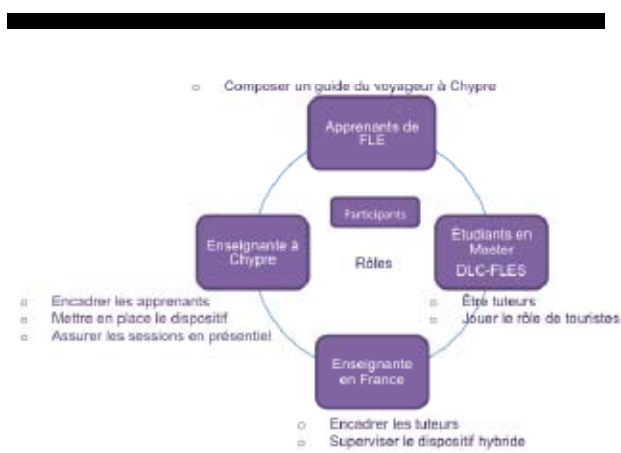 Composer un guide du voyageur à Chypre
Apprenants de
FLE
Participants
Rôles
Enseignante à
Chypre
Étudiants en
Master
DLC-FLES
Encadrer les apprenants
Mettre en place le dispositif
Assurer les sessions en présentiel
Être tuteurs
Jouer le rôle de touristes
Enseignante
en France
Encadrer les tuteurs
Superviser le dispositif hybride